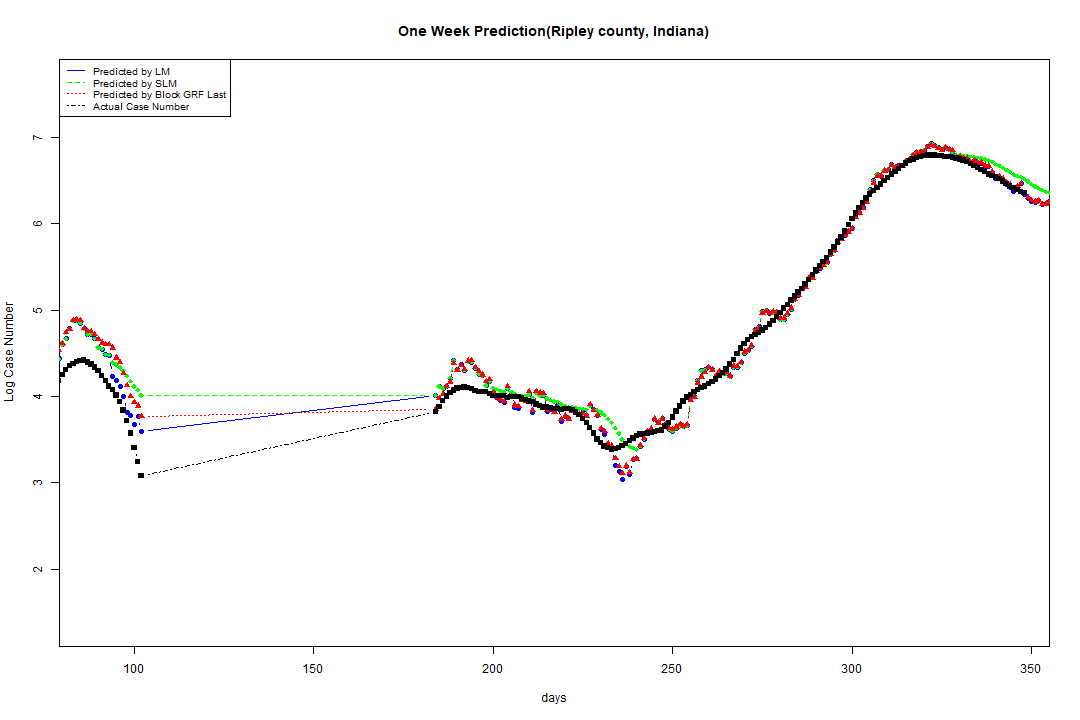 One Week Prediction(Ripley county, Indiana)
Predicted by LM
Predicted by SLM
Predicted by Block GRF Last
Actual Case Number
7
6
5
4
3
2
Log Case Number
100 150 200 250 300 350
days